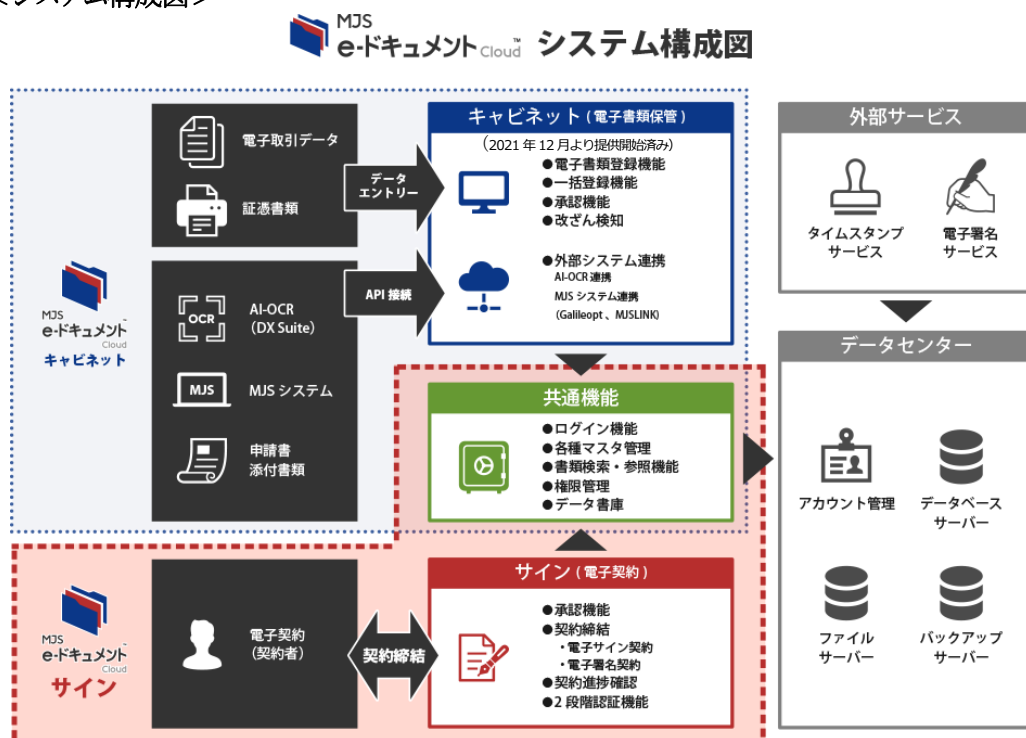 <システム構成図>
MJS
e-ドキュメント Cloud™ システム構成図
電子取引データ
証憑書類
データ
エントリー
キャビネット(電子書類保管)
(2021 年 12 月より提供開始済み)
●電子書類登録機能
●一括登録機能
●承認機能
●改ざん検知
●外部システム連携
AI-OCR 連携
MJS システム連携
(Galileopt 、MJSLINK)
MJS
e-ドキュメント™
Cloud
キャビネット
OCR
AI-OCR
(DX Suite)
API 接続
MJS
MJS システム
申請書
添付書類
共通機能
●ログイン機能
●各種マスタ管理
●書類検索・参照機能
●権限管理
●データ書庫
MJS
e-ドキュメント™
Cloud
サイン
電子契約
(契約者)
契約締結
サイン(電子契約)
●承認機能
●契約締結
・電子サイン契約
・電子署名契約
●契約進捗確認
●2 段階認証機能
外部サービス
タイムスタンプ
サービス
電子署名
サービス
データセンター
アカウント管理
データベース
サーバー
ファイル
サーバー
バックアップ
サーバー